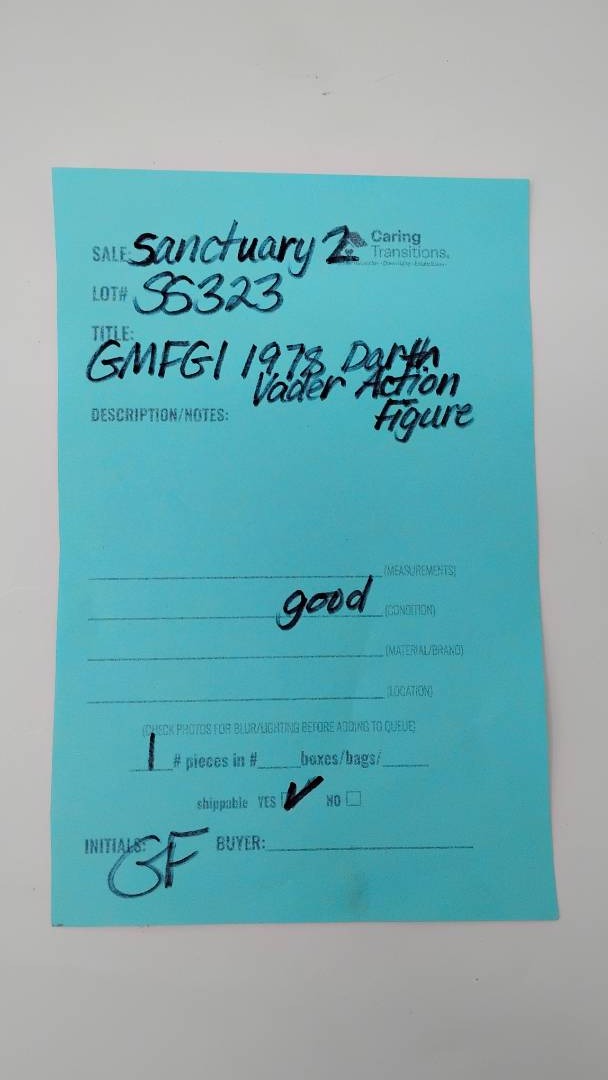 SALE: Sanctuary 2 Caring
Transitions.
LOT# SS323
TITLE:
GMFGI 1978 Darth
Vader Action
Figure
DESCRIPTION/NOTES:
(MEASUREMENTS)
good (CONDITION)
(MATERIAL/BRAND)
(LOCATION)
(CHECK PHOTOS FOR BLUR/LIGHTING BEFORE ADDING TO QUEUE)
1 # pieces in # boxes/bags/
shippable YES NO
INITIALS: GF BUYER: